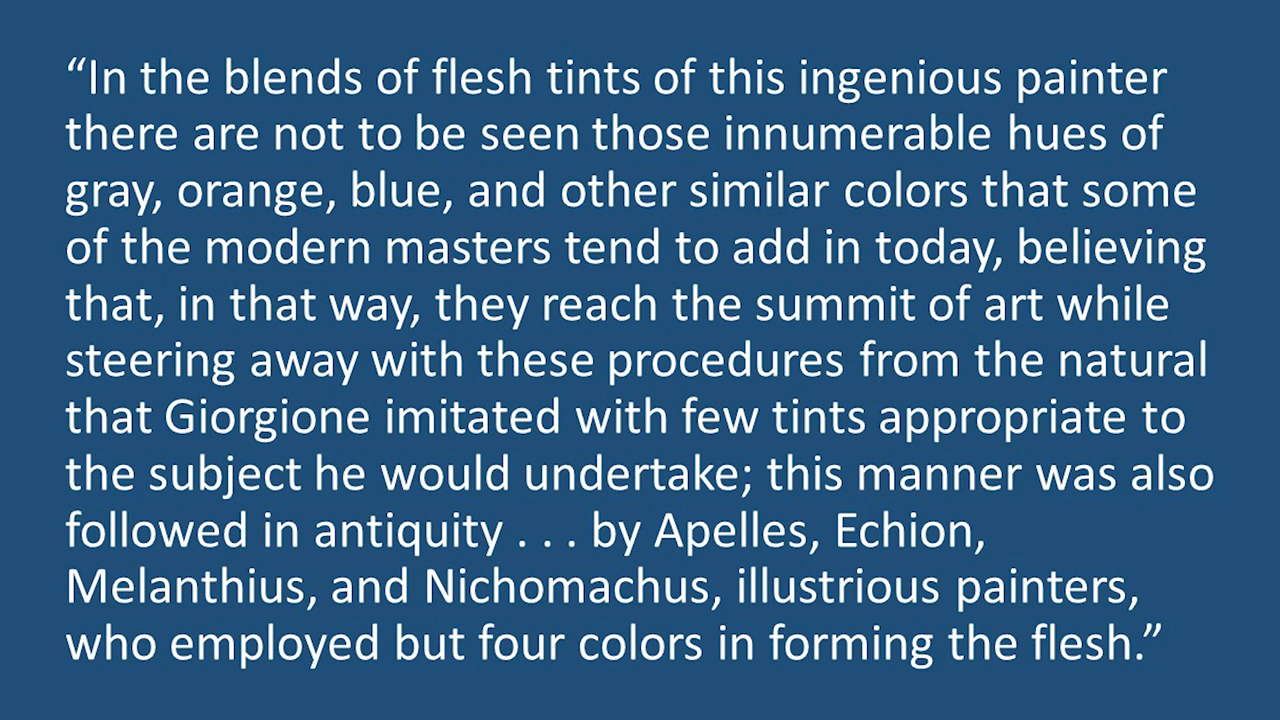 “In the blends of flesh tints of this ingenious painter
there are not to be seen those innumerable hues of
gray, orange, blue, and other similar colors that some
of the modern masters tend to add in today, believing
that, in that way, they reach the summit of art while
steering away with these procedures from the natural
that Giorgione imitated with few tints appropriate to
the subject he would undertake; this manner was also
followed in antiquity . . . by Apelles, Echion,
Melanthius, and Nichomachus, illustrious painters,
who employed but four colors in forming the flesh.”